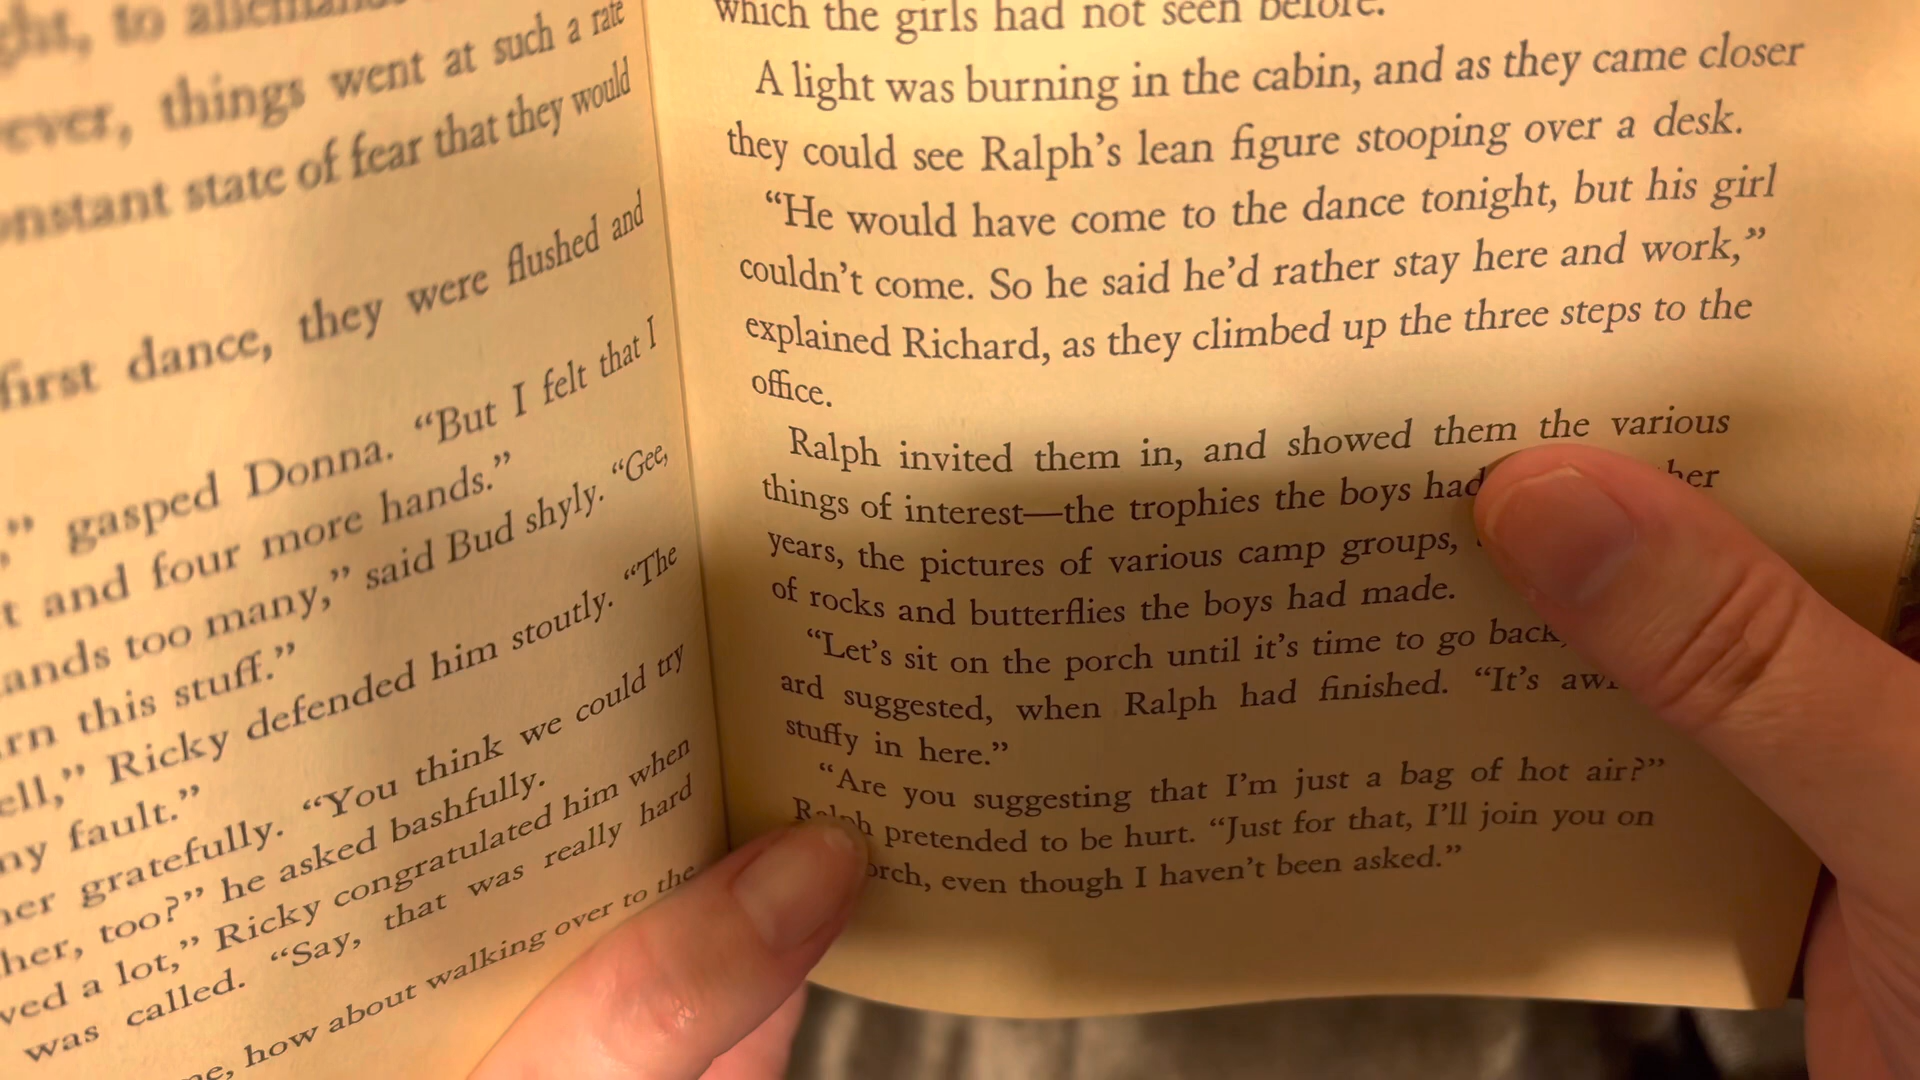 to
things went at such a rate
state of fear that they would
first dance, they were flushed and
gasped Donna. “But I felt that I
and four more hands.”
too many,” said Bud shyly. “Gee,
this stuff.”
Ricky defended him stoutly. “The
fault.”
gratefully. “You think we could try
too?” he asked bashfully.
a lot,” Ricky congratulated him when
was called. “Say, that was really hard
how about walking over to the
which the girls had not seen before.
A light was burning in the cabin, and as they came closer
they could see Ralph’s lean figure stooping over a desk.
“He would have come to the dance tonight, but his girl
couldn’t come. So he said he’d rather stay here and work,”
explained Richard, as they climbed up the three steps to the
office.
Ralph invited them in, and showed them the various
things of interest—the trophies the boys had
years, the pictures of various camp groups,
of rocks and butterflies the boys had made.
“Let’s sit on the porch until it’s time to go back,
ard suggested, when Ralph had finished. “It’s
stuffy in here.”
“Are you suggesting that I’m just a bag of hot air?”
Ralph pretended to be hurt. “Just for that, I’ll join you on
even though I haven’t been asked.”